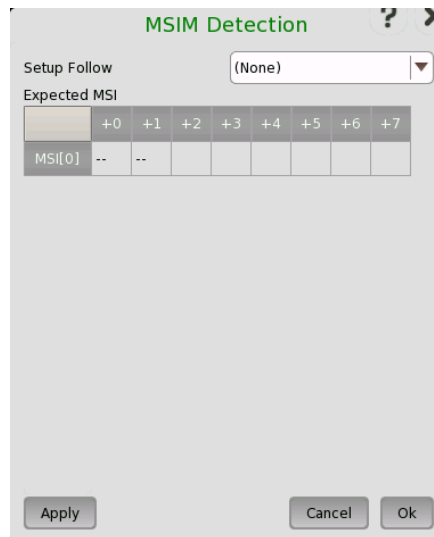 MSIM Detection ?
Setup Follow (None)
Expected MSI
+0 +1 +2 +3 +4 +5 +6 +7
MSI[0] -- --
Apply Cancel Ok